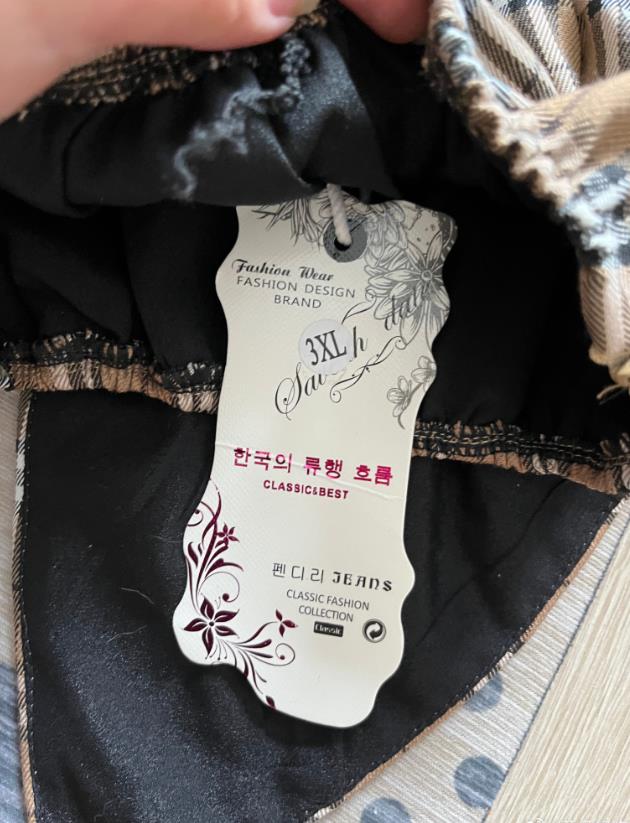 Fashion Wear
FASHION DESIGN
BRAND
3XL
한국의 류행 흐름
CLASSIC&BEST
펜디리 JEANS
CLASSIC FASHION
COLLECTION
Classic